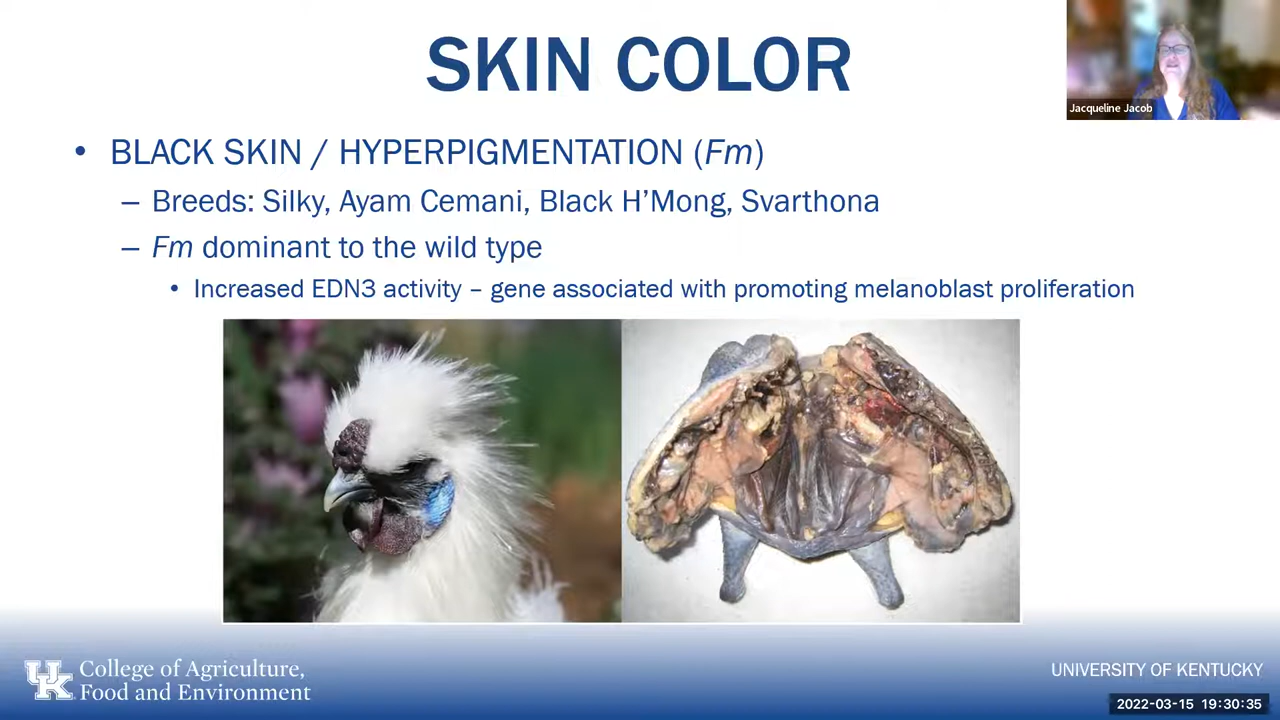 SKIN COLOR
Jacqueline Jacob
• BLACK SKIN / HYPERPIGMENTATION (Fm)
– Breeds: Silky, Ayam Cemani, Black H’Mong, Svarthona
– Fm dominant to the wild type
• Increased EDN3 activity – gene associated with promoting melanoblast proliferation
UK
College of Agriculture,
Food and Environment
UNIVERSITY OF KENTUCKY
2022-03-15 19:30:35